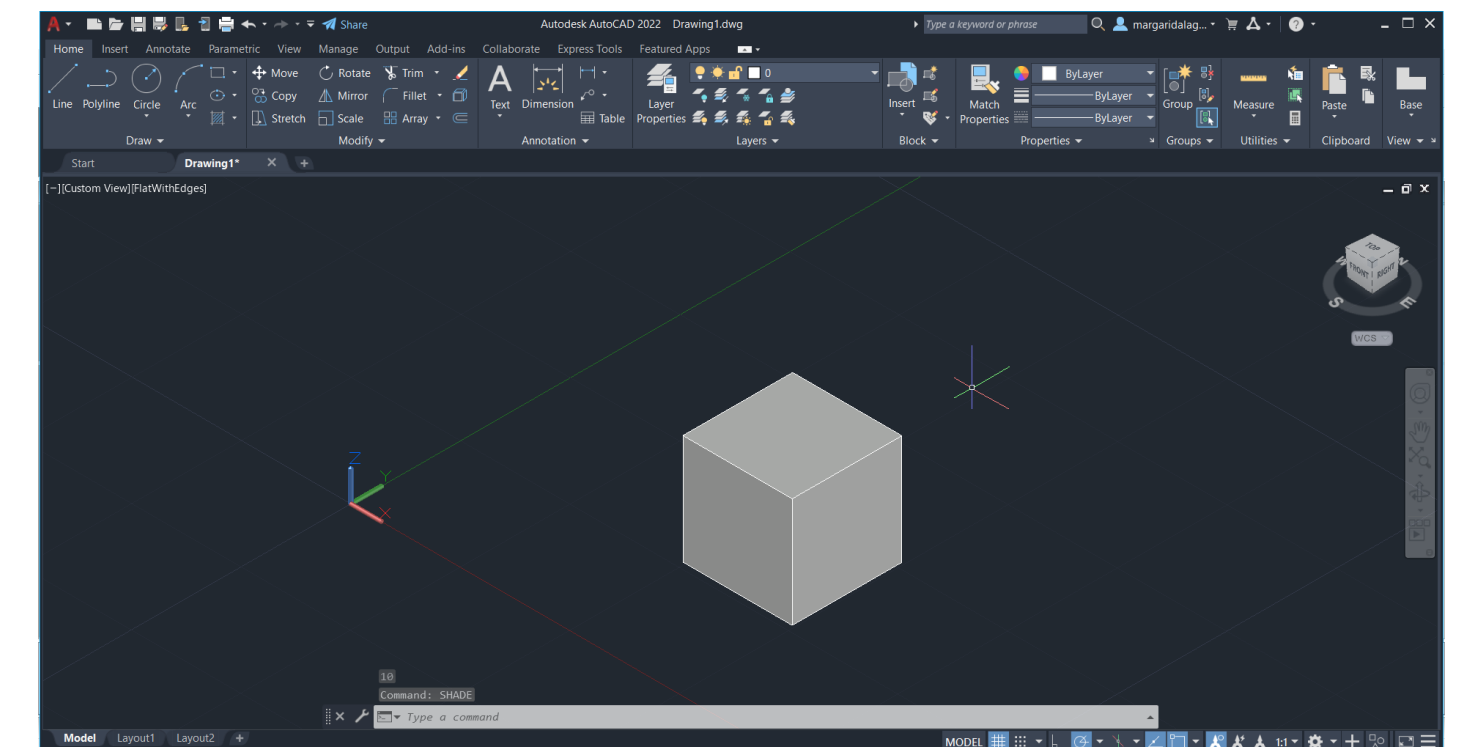 A Share Autodesk AutoCAD 2022 Drawing1.dwg Type a keyword or phrase margaridalag...
Home Insert Annotate Parametric View Manage Output Add-ins Collaborate Express Tools Featured Apps
Line Polyline Circle Arc
Move Rotate Trim
Copy Mirror Fillet
Stretch Scale Array
Text Dimension Table
Layer Properties
0
Insert
Match Properties
ByLayer
ByLayer
ByLayer
Group
Measure
Paste
Base
Draw Modify Annotation Layers Block Properties Groups Utilities Clipboard View
Start Drawing1*
[−][Custom View][FlatWithEdges]
TOP
FRONT RIGHT
W N
S E
WCS
Z
Y
X
10
Command: SHADE
Type a command
Model Layout1 Layout2
MODEL 1:1